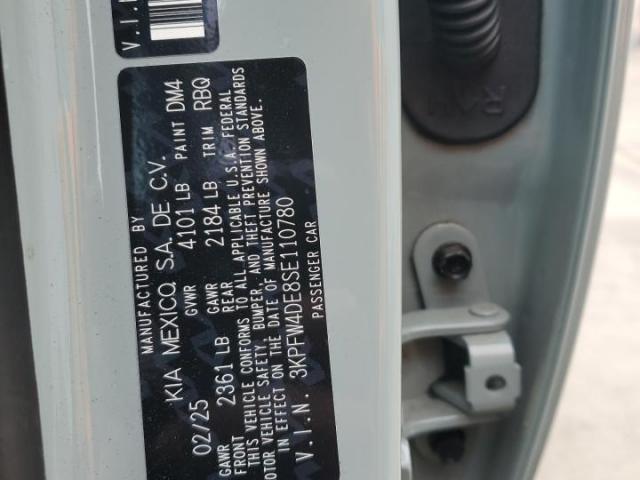 V.I.N
MANUFACTURED BY
KIA MEXICO, S.A. DE. C.V.
02/25 GVWR 4101 LB PAINT DM4
GAWR FRONT 2361 LB GAWR REAR 2184 LB TRIM RBQ
THIS VEHICLE CONFORMS TO ALL APPLICABLE U.S.A. FEDERAL
MOTOR VEHICLE SAFETY, BUMPER, AND THEFT PREVENTION STANDARDS
IN EFFECT ON THE DATE OF MANUFACTURE SHOWN ABOVE.
V.I.N. 3KPFW4DE8SE110780
PASSENGER CAR